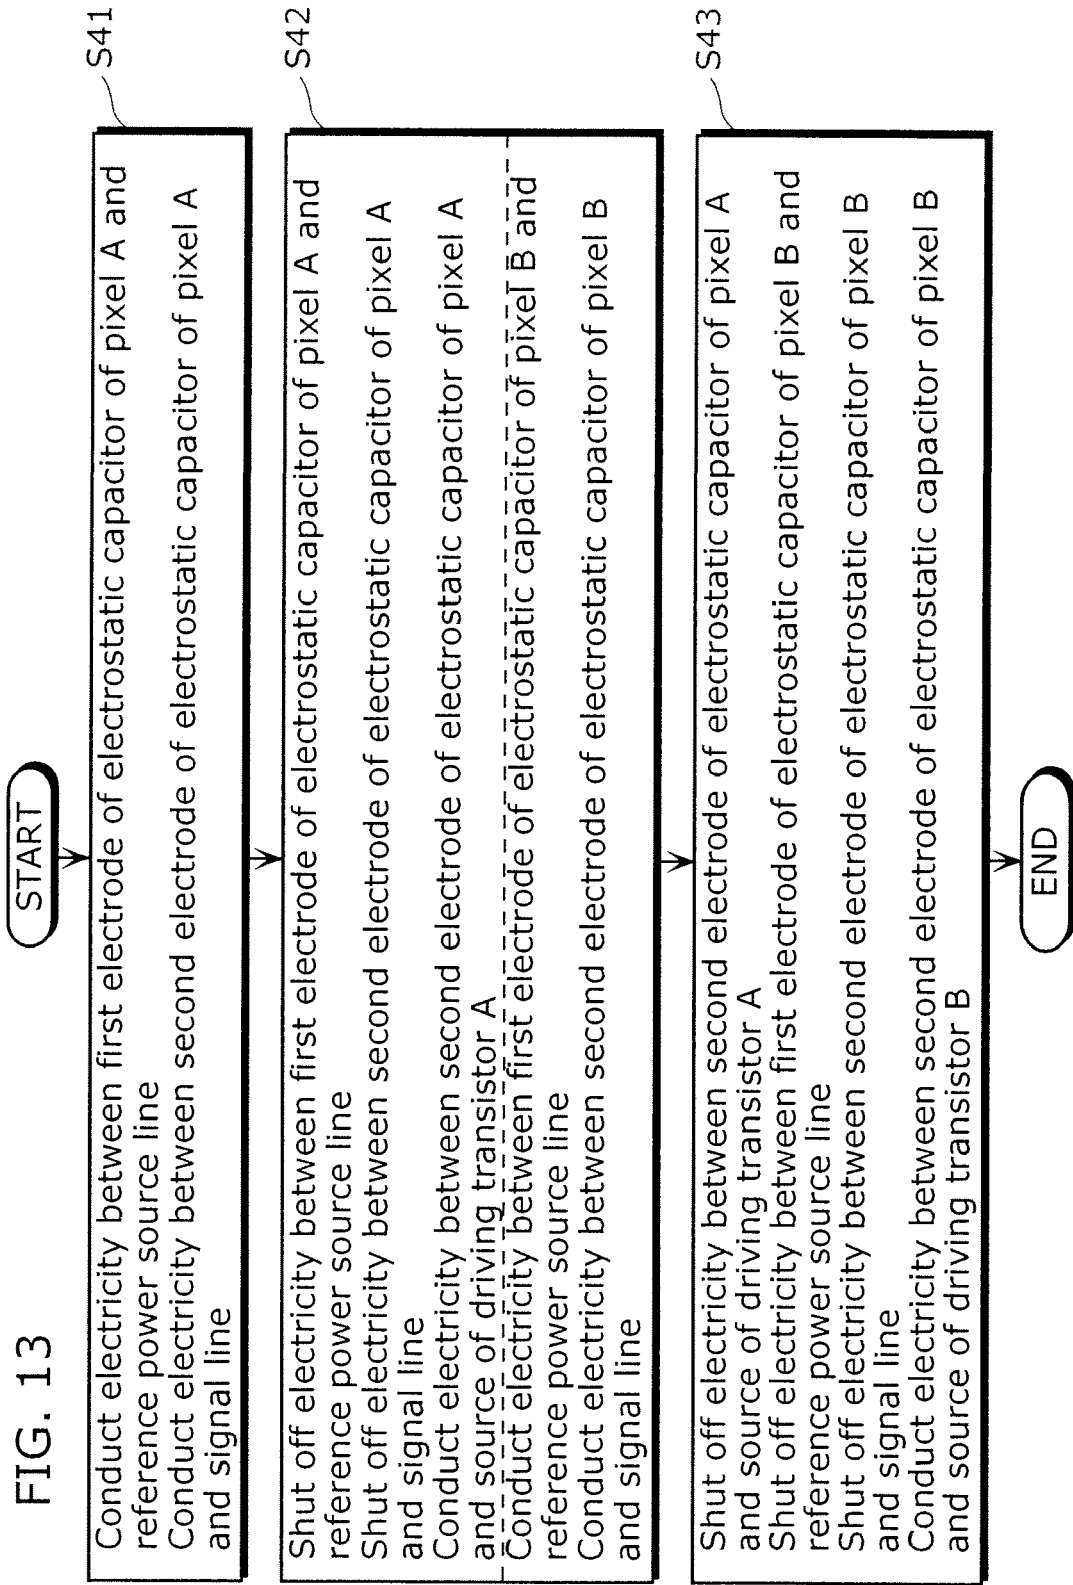 FIG. 13
START
S41
Conduct electricity between first electrode of electrostatic capacitor of pixel A and
reference power source line
Conduct electricity between second electrode of electrostatic capacitor of pixel A
and signal line
S42
Shut off electricity between first electrode of electrostatic capacitor of pixel A and
reference power source line
Shut off electricity between second electrode of electrostatic capacitor of pixel A
and signal line
Conduct electricity between second electrode of electrostatic capacitor of pixel A
and source of driving transistor A
Conduct electricity between first electrode of electrostatic capacitor of pixel B and
reference power source line
Conduct electricity between second electrode of electrostatic capacitor of pixel B
and signal line
S43
Shut off electricity between second electrode of electrostatic capacitor of pixel A
and source of driving transistor A
Shut off electricity between first electrode of electrostatic capacitor of pixel B and
reference power source line
Shut off electricity between second electrode of electrostatic capacitor of pixel B
and signal line
Conduct electricity between second electrode of electrostatic capacitor of pixel B
and source of driving transistor B
END